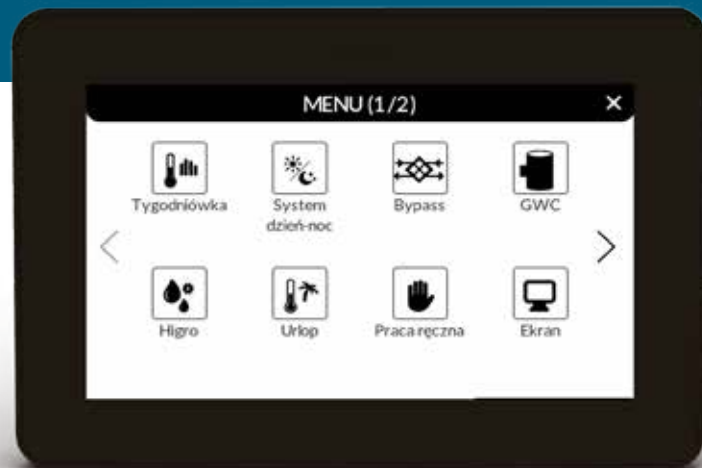 MENU (1/2)
Tygodniówka
System
dzień-noc
Bypass
GWC
Higro
Urlop
Praca ręczna
Ekran